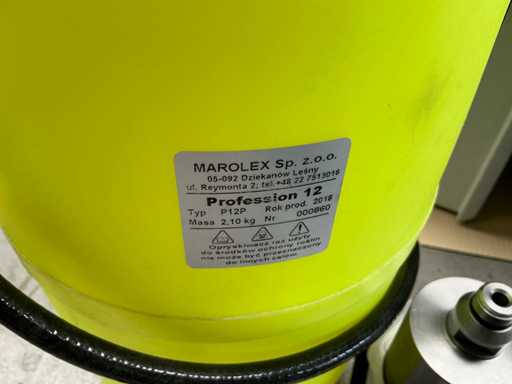 MAROLEX Sp. z.o.o.
05-092 Dziekanów Leśny
ul. Reymonta 2; tel.+48 22 7513018
Profession 12
Typ P12P Rok prod. 2018
Masa 2,10 kg Nr 000860
Opryskiwacz raz użyty
do środków ochrony roślin
nie może być przeznaczony
do innych celów.